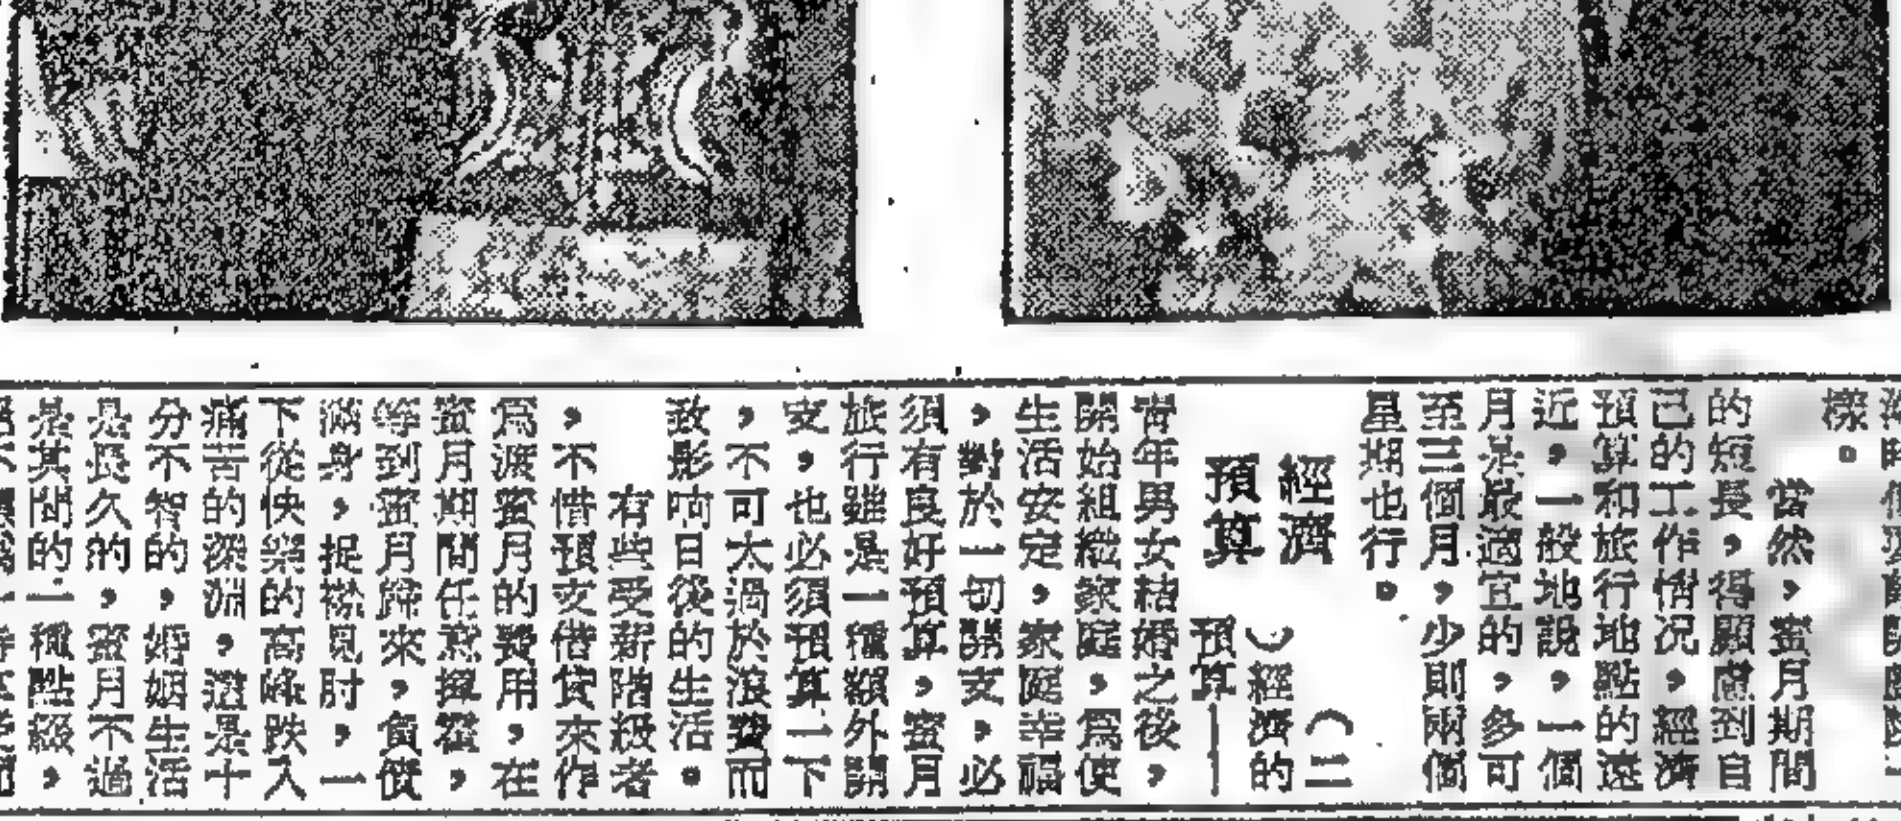 樣。
當然，蜜月期間
的短長，得顧慮到自
己的工作情况，經濟
預算和旅行地點的遠
近，一般地說，一個
月是最適宜的，多可
至三個月，少則兩個
星期也行。
經濟
預算
（二
）經濟的
預算——
青年男女結婚之後，
開始組織家庭，爲使
生活安定，家庭幸福
，對於一切開支，必
須有良好預算，蜜月
旅行雖是一種額外開
支，也必須預算一下
，不可太過於浪費而
致影响日後的生活。
有些受薪階級者
，不惜預支借貸來作
爲渡蜜月的費用，在
蜜月期間任意揮霍，
等到蜜月歸來，負債
滿身，捉襟見肘，一
下從快樂的高峰跌入
痛苦的深淵，這是十
分不智的，婚姻生活
是長久的，蜜月不過
是其間的一種點綴，